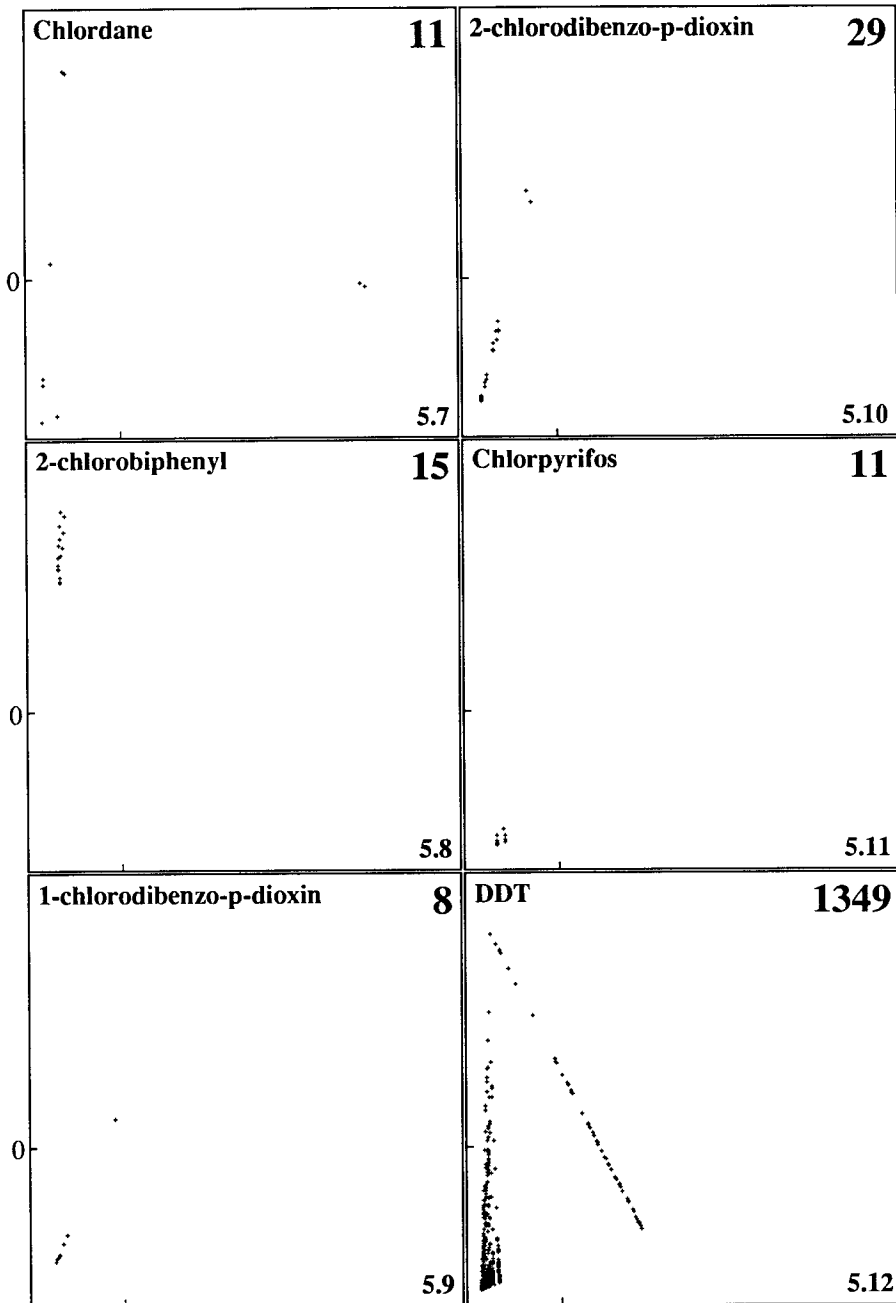 Chlordane 11
0
5.7
2-chlorodibenzo-p-dioxin 29
5.10
2-chlorobiphenyl 15
0
5.8
Chlorpyrifos 11
5.11
1-chlorodibenzo-p-dioxin 8
0
5.9
DDT 1349
5.12